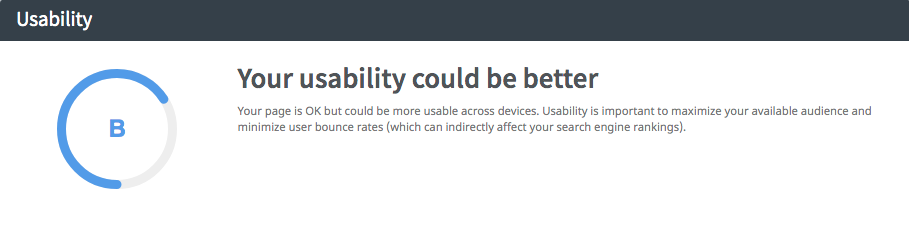 Usability
B
Your usability could be better
Your page is OK but could be more usable across devices. Usability is important to maximize your available audience and
minimize user bounce rates (which can indirectly affect your search engine rankings).